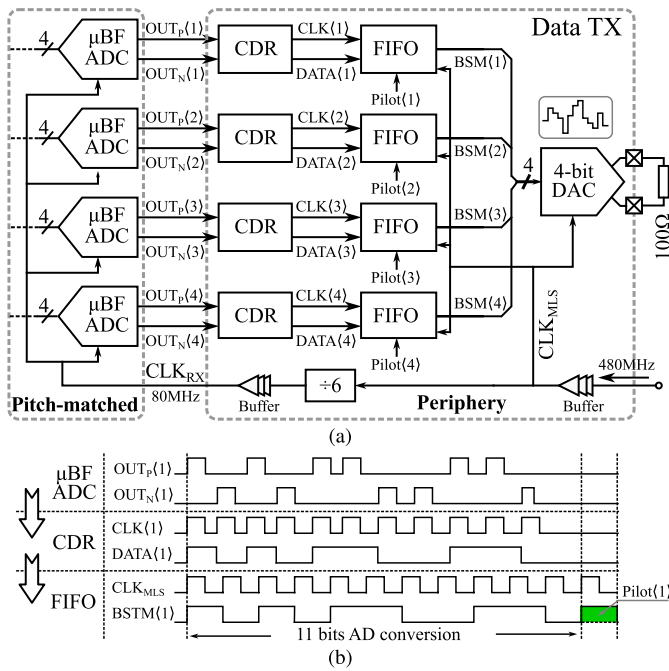 Data TX
4
μBF
ADC
OUTP⟨1⟩
OUTN⟨1⟩
CDR
CLK⟨1⟩
DATA⟨1⟩
FIFO
Pilot⟨1⟩
BSM⟨1⟩
4
μBF
ADC
OUTP⟨2⟩
OUTN⟨2⟩
CDR
CLK⟨2⟩
DATA⟨2⟩
FIFO
Pilot⟨2⟩
BSM⟨2⟩
4
4-bit
DAC
100Ω
4
μBF
ADC
OUTP⟨3⟩
OUTN⟨3⟩
CDR
CLK⟨3⟩
DATA⟨3⟩
FIFO
Pilot⟨3⟩
BSM⟨3⟩
4
μBF
ADC
OUTP⟨4⟩
OUTN⟨4⟩
CDR
CLK⟨4⟩
DATA⟨4⟩
FIFO
Pilot⟨4⟩
BSM⟨4⟩
CLKMLS
CLKRX
80MHz
Buffer
÷6
480MHz
Buffer
Pitch-matched
Periphery
(a)
μBF
ADC
OUTP⟨1⟩
OUTN⟨1⟩
CDR
CLK⟨1⟩
DATA⟨1⟩
FIFO
CLKMLS
BSTM⟨1⟩
Pilot⟨1⟩
11 bits AD conversion
(b)